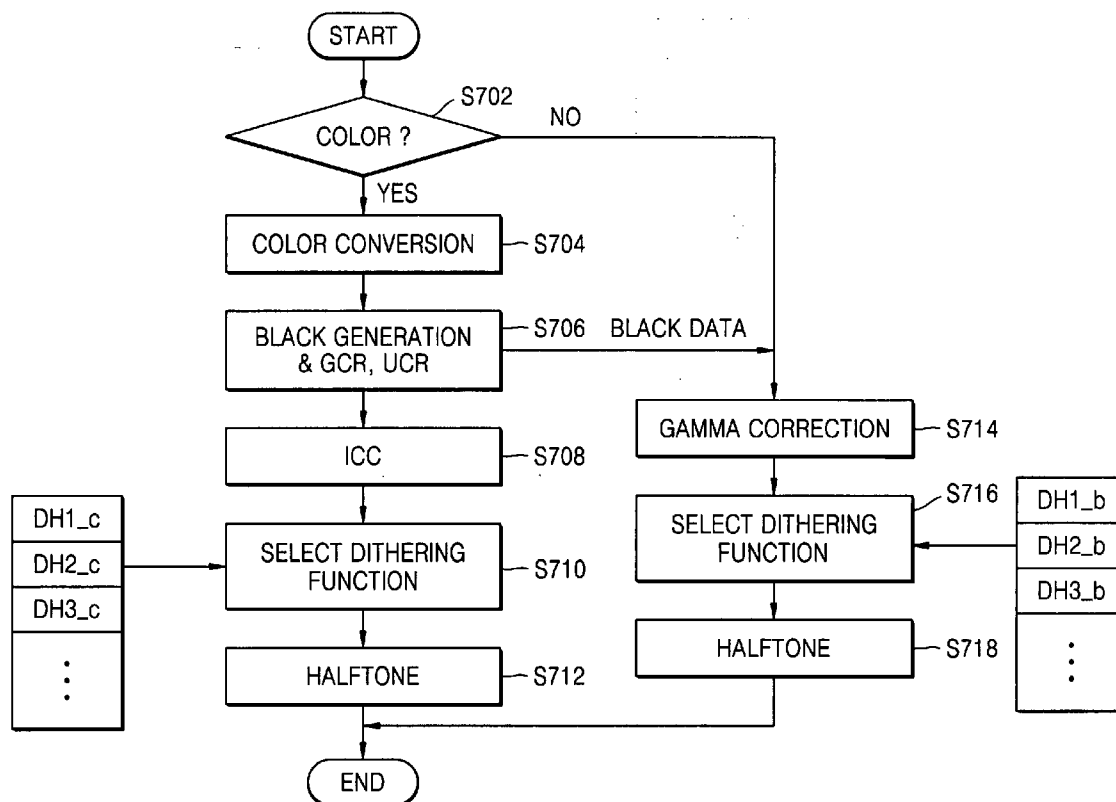 START
COLOR ?
S702
NO
YES
COLOR CONVERSION
S704
BLACK GENERATION
& GCR, UCR
S706
BLACK DATA
ICC
S708
GAMMA CORRECTION
S714
DH1_c
DH2_c
DH3_c
SELECT DITHERING
FUNCTION
S710
SELECT DITHERING
FUNCTION
S716
DH1_b
DH2_b
DH3_b
HALFTONE
S712
HALFTONE
S718
END